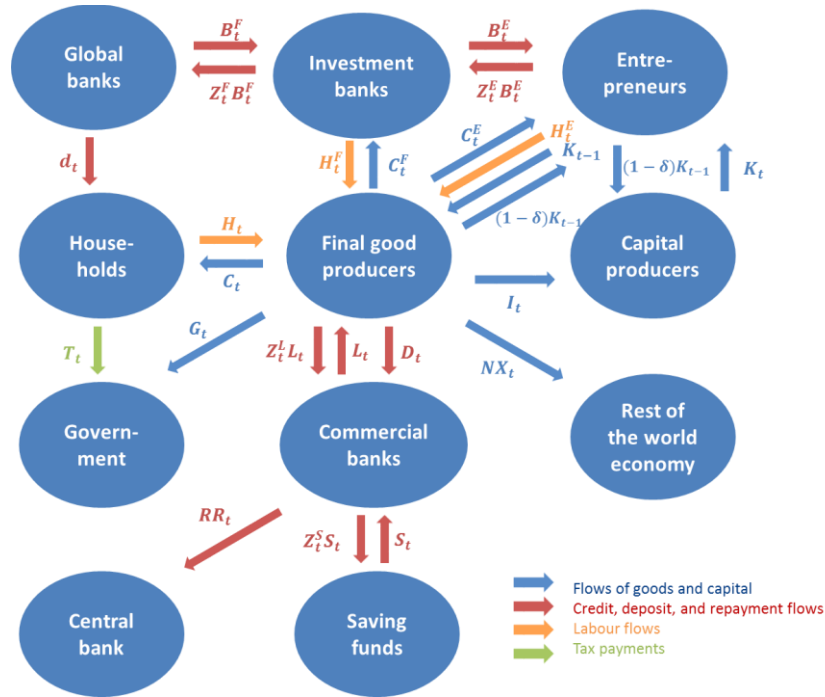 B_t^F
B_t^E
Global
banks
Investment
banks
Entre-
preneurs
Z_t^F B_t^F
Z_t^E B_t^E
d_t
H_t^F
C_t^F
C_t^E
H_t^E
K_{t-1}
(1 − δ)K_{t-1}
K_t
(1 − δ)K_{t-1}
House-
holds
H_t
C_t
Final good
producers
Capital
producers
I_t
T_t
G_t
Z_t^L L_t
L_t
D_t
NX_t
Govern-
ment
Commercial
banks
Rest of
the world
economy
RR_t
Z_t^S S_t
S_t
Central
bank
Saving
funds
Flows of goods and capital
Credit, deposit, and repayment flows
Labour flows
Tax payments